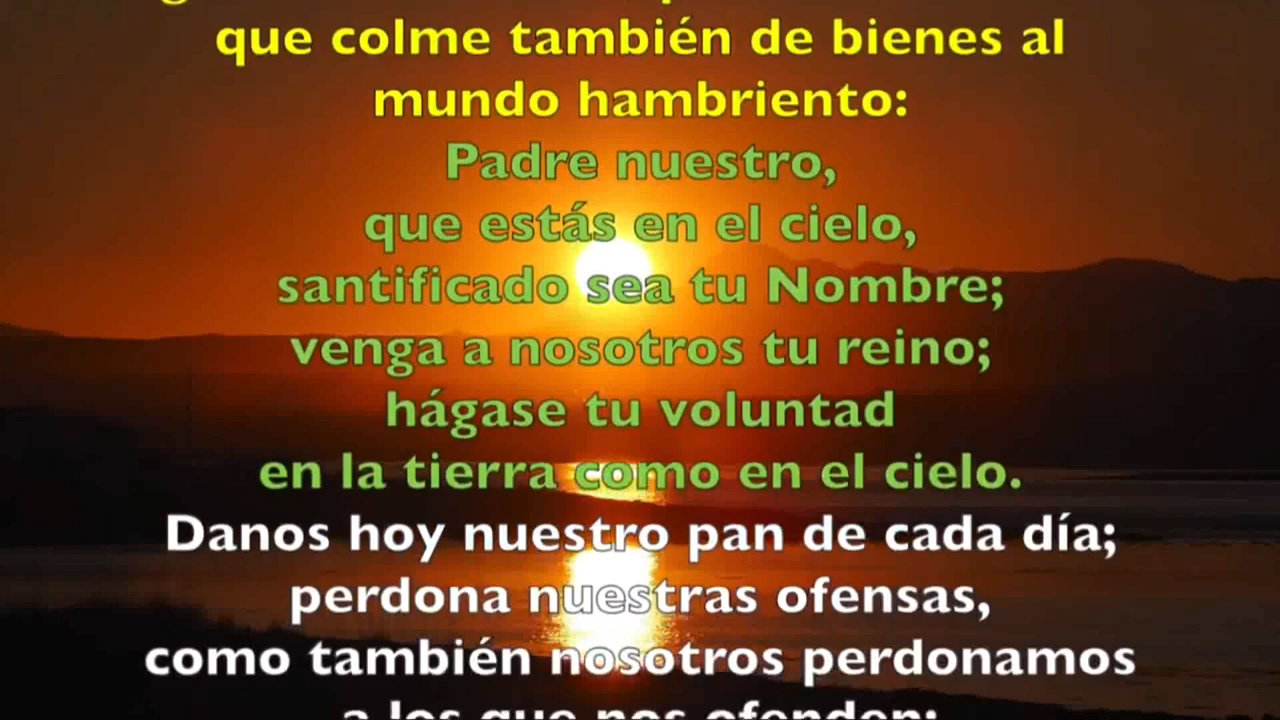 que colme también de bienes al
mundo hambriento:
Padre nuestro,
que estás en el cielo,
santificado sea tu Nombre;
venga a nosotros tu reino;
hágase tu voluntad
en la tierra como en el cielo.
Danos hoy nuestro pan de cada día;
perdona nuestras ofensas,
como también nosotros perdonamos
a los que nos ofenden;